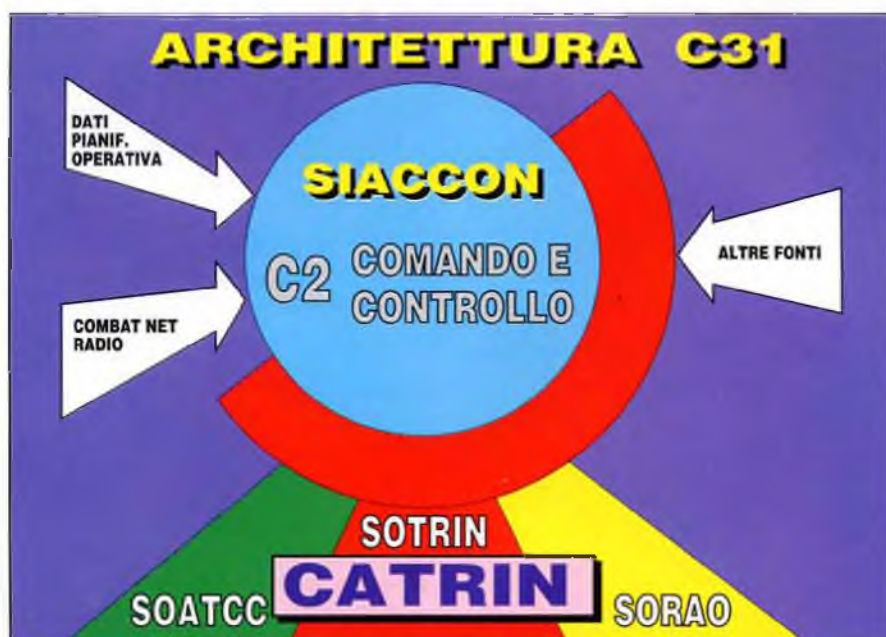 ARCHITETTURA C31
DATI
PIANIF.
OPERATIVA
SIACCON
C2 COMANDO E
CONTROLLO
ALTRE FONTI
COMBAT NET
RADIO
SOTRIN
CATRIN
SOATCC
SORAO